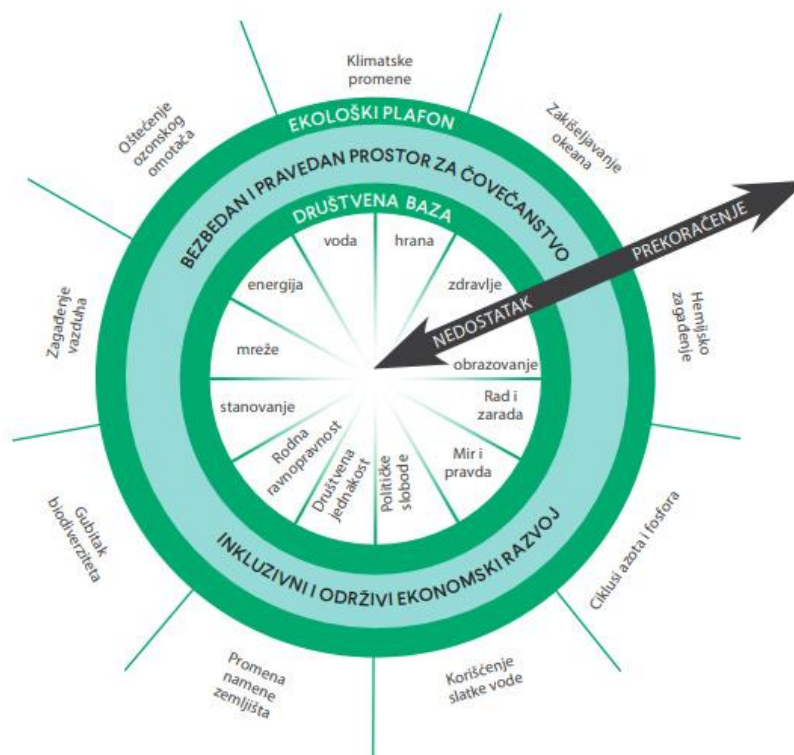 Klimatske
promene
Oštećenje
ozonskog
omotača
Zakišeljavanje
okeana
EKOLOŠKI PLAFON
BEZBEDAN I PRAVEDAN PROSTOR ZA ČOVEČANSTVO
DRUŠTVENA BAZA
PREKORAČENJE
NEDOSTATAK
voda
hrana
energija
zdravlje
mreže
obrazovanje
stanovanje
Rad i
zarada
Rodna
ravnopravnost
Društvena
jednakost
Političke
slobode
Mir i
pravda
Zagađenje
vazduha
Hemijsko
zagađenje
INKLUZIVNI I ODRŽIVI EKONOMSKI RAZVOJ
Gubitak
biodiverziteta
Ciklusi azota i fosfora
Promena
namene
zemljišta
Korišćenje
slatke vode